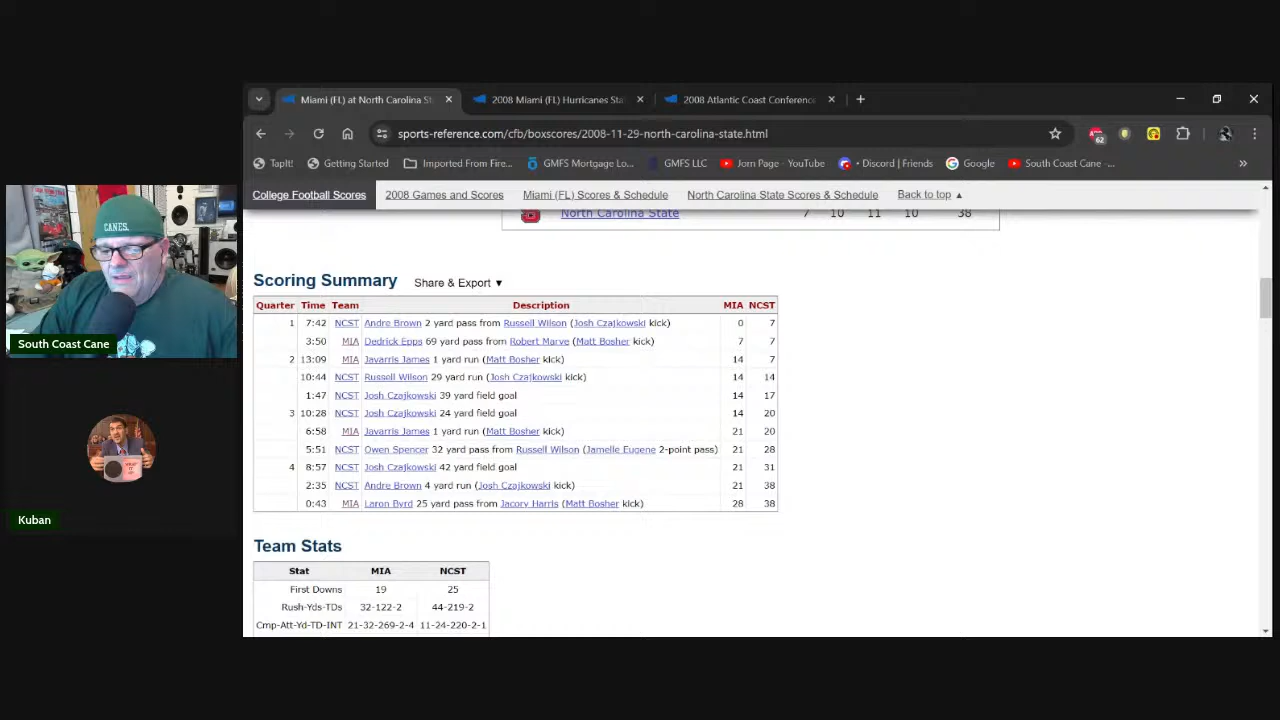 Miami (FL) at North Carolina St
2008 Miami (FL) Hurricanes Sta
2008 Atlantic Coast Conference
sports-reference.com/cfb/boxscores/2008-11-29-north-carolina-state.html
62
TapIt!
Getting Started
Imported From Fire...
GMFS Mortgage Lo...
GMFS LLC
Jorn Page - YouTube
• Discord | Friends
Google
South Coast Cane -...
College Football Scores
2008 Games and Scores
Miami (FL) Scores & Schedule
North Carolina State Scores & Schedule
Back to top ▲
North Carolina State 7 10 11 10 38
CANES.
South Coast Cane
Kuban
Scoring Summary Share & Export ▼
Quarter Time Team Description MIA NCST
1 7:42 NCST Andre Brown 2 yard pass from Russell Wilson (Josh Czajkowski kick) 0 7
3:50 MIA Dedrick Epps 69 yard pass from Robert Marve (Matt Bosher kick) 7 7
2 13:09 MIA Javarris James 1 yard run (Matt Bosher kick) 14 7
10:44 NCST Russell Wilson 29 yard run (Josh Czajkowski kick) 14 14
1:47 NCST Josh Czajkowski 39 yard field goal 14 17
3 10:28 NCST Josh Czajkowski 24 yard field goal 14 20
6:58 MIA Javarris James 1 yard run (Matt Bosher kick) 21 20
5:51 NCST Owen Spencer 32 yard pass from Russell Wilson (Jamelle Eugene 2-point pass) 21 28
4 8:57 NCST Josh Czajkowski 42 yard field goal 21 31
2:35 NCST Andre Brown 4 yard run (Josh Czajkowski kick) 21 38
0:43 MIA Laron Byrd 25 yard pass from Jacory Harris (Matt Bosher kick) 28 38
Team Stats
Stat MIA NCST
First Downs 19 25
Rush-Yds-TDs 32-122-2 44-219-2
Cmp-Att-Yd-TD-INT 21-32-269-2-4 11-24-220-2-1